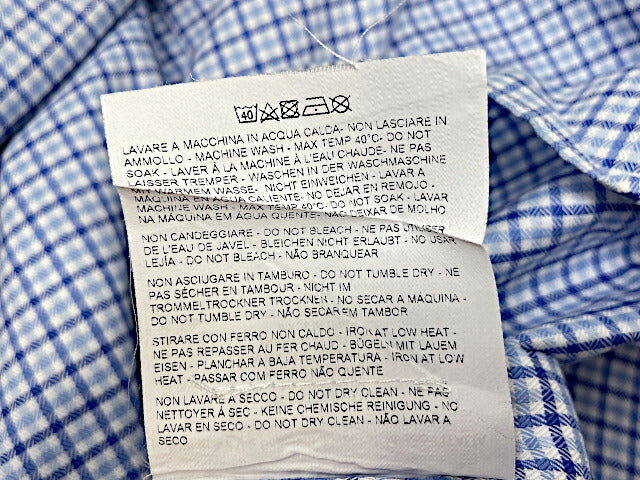 40
LAVARE A MACCHINA IN ACQUA CALDA- NON LASCIARE IN
AMMOLLO - MACHINE WASH - MAX TEMP 40°C- DO NOT
SOAK - LAVER À LA MACHINE À L'EAU CHAUDE- NE PAS
LAISSER TREMPER - WASCHEN IN DER WASCHMASCHINE
MIT WARMEM WASSE- NICHT EINWEICHEN - LAVAR A
MÁQUINA EN AGUA CALIENTE- NO DEJAR EN REMOJO -
MACHINE WASH - MAX TEMP 40°C- DO NOT SOAK - LAVAR
NA MÁQUINA EM ÁGUA QUENTE- NÃO DEIXAR DE MOLHO
NON CANDEGGIARE - DO NOT BLEACH - NE PAS UTILISER
DE L'EAU DE JAVEL - BLEICHEN NICHT ERLAUBT - NO USAR
LEJÍA - DO NOT BLEACH - NÃO BRANQUEAR
NON ASCIUGARE IN TAMBURO - DO NOT TUMBLE DRY - NE
PAS SÉCHER EN TAMBOUR - NICHT IM
TROMMELTROCKNER TROCKNEN - NO SECAR A MÁQUINA -
DO NOT TUMBLE DRY - NÃO SECAR EM TAMBOR
STIRARE CON FERRO NON CALDO - IRON AT LOW HEAT -
NE PAS REPASSER AU FER CHAUD - BÜGELN MIT LAUEM
EISEN - PLANCHAR A BAJA TEMPERATURA - IRON AT LOW
HEAT - PASSAR COM FERRO NÃO QUENTE
NON LAVARE A SECCO - DO NOT DRY CLEAN - NE PAS
NETTOYER À SEC - KEINE CHEMISCHE REINIGUNG - NO
LAVAR EN SECO - DO NOT DRY CLEAN - NÃO LAVAR A
SECO